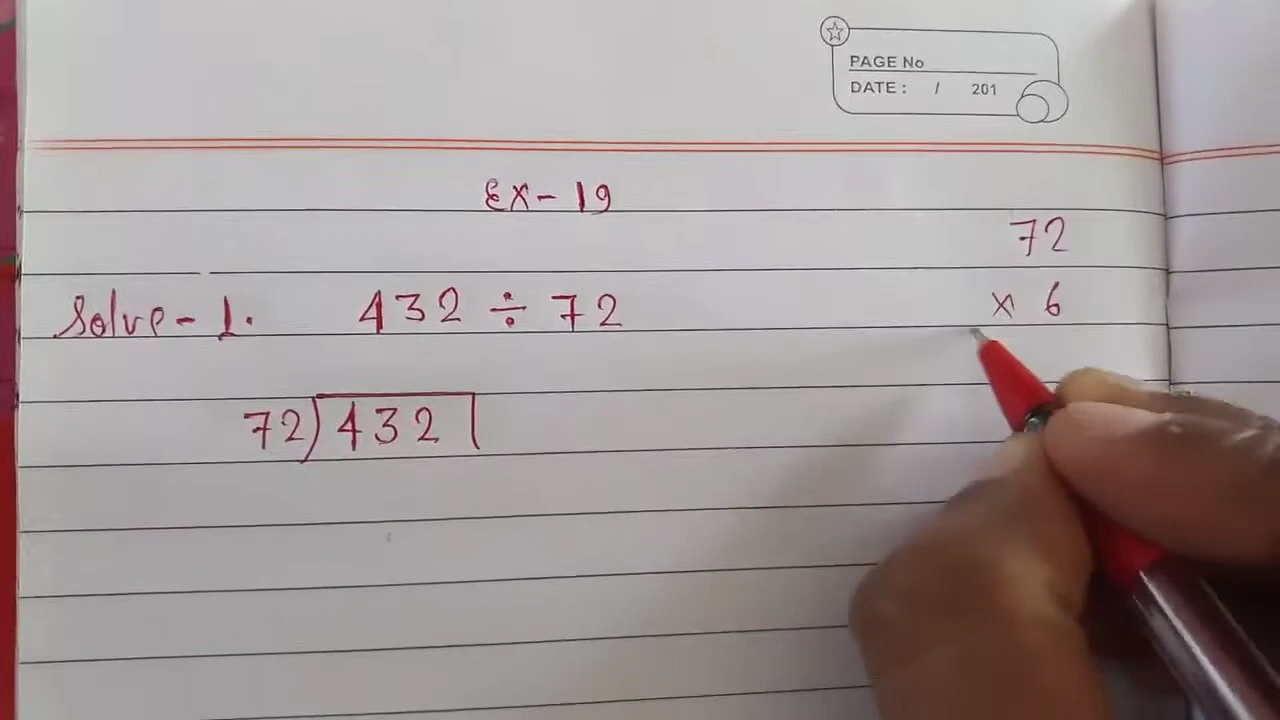 PAGE No
DATE : / 201
Ex - 19
72
Solve - 1. 432 ÷ 72
x 6
72)432